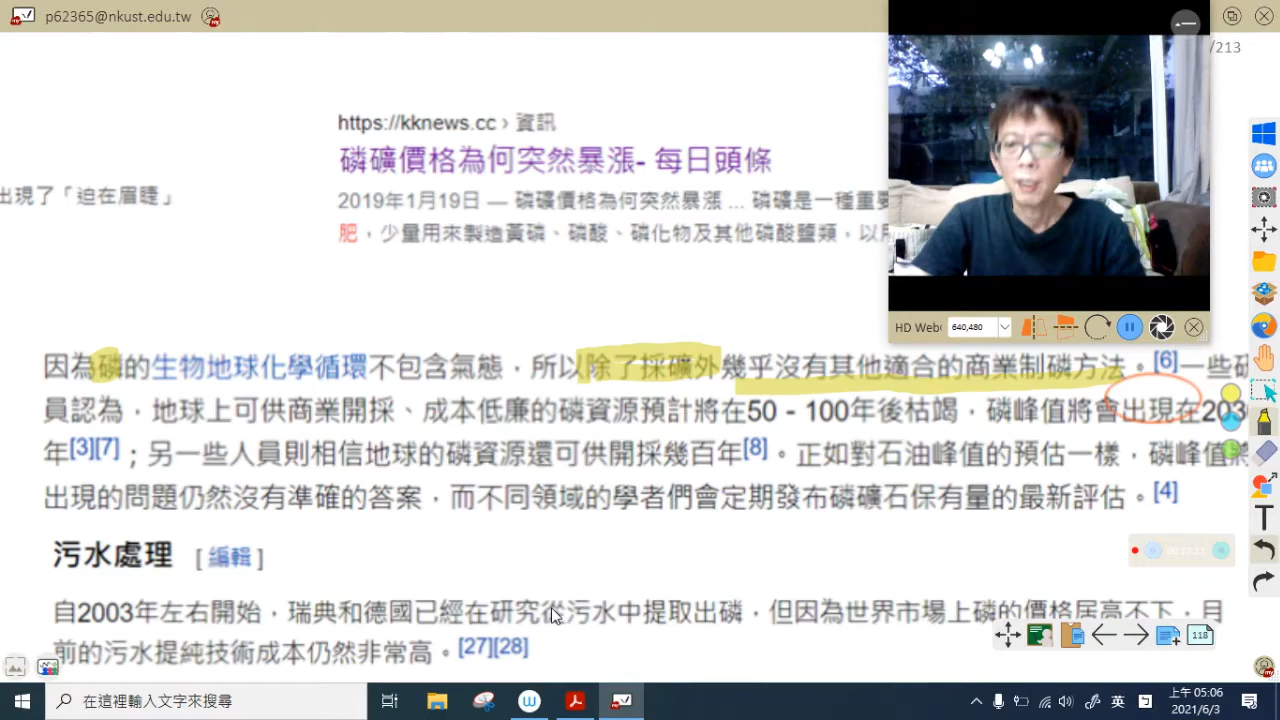 p62365@nkust.edu.tw
/213
https://kknews.cc › 資訊
磷礦價格為何突然暴漲- 每日頭條
出現了「迫在眉睫」
2019年1月19日 — 磷礦價格為何突然暴漲 ... 磷礦是一種重要
肥，少量用來製造黃磷、磷酸、磷化物及其他磷酸鹽類，以
HD Web
640,480
因為磷的生物地球化學循環不包含氣態，所以除了採礦外幾乎沒有其他適合的商業制磷方法。[6]一些研
員認為，地球上可供商業開採、成本低廉的磷資源預計將在50 - 100年後枯竭，磷峰值將會出現在2030
年[3][7]；另一些人員則相信地球的磷資源還可供開採幾百年[8]。正如對石油峰值的預估一樣，磷峰值將
出現的問題仍然沒有準確的答案，而不同領域的學者們會定期發布磷礦石保有量的最新評估。[4]
污水處理 [編輯]
自2003年左右開始，瑞典和德國已經在研究從污水中提取出磷，但因為世界市場上磷的價格居高不下，目
前的污水提純技術成本仍然非常高。[27][28]
118
在這裡輸入文字來搜尋
英
上午 05:06
2021/6/3